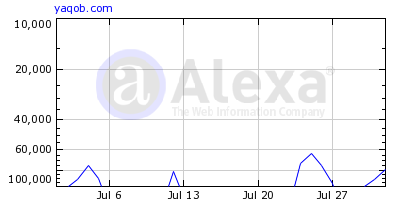 yaqob.com
10,000
20,000
Alexa®
The Web Information Company
40,000
60,000
100,000
Jul 6 Jul 13 Jul 20 Jul 27